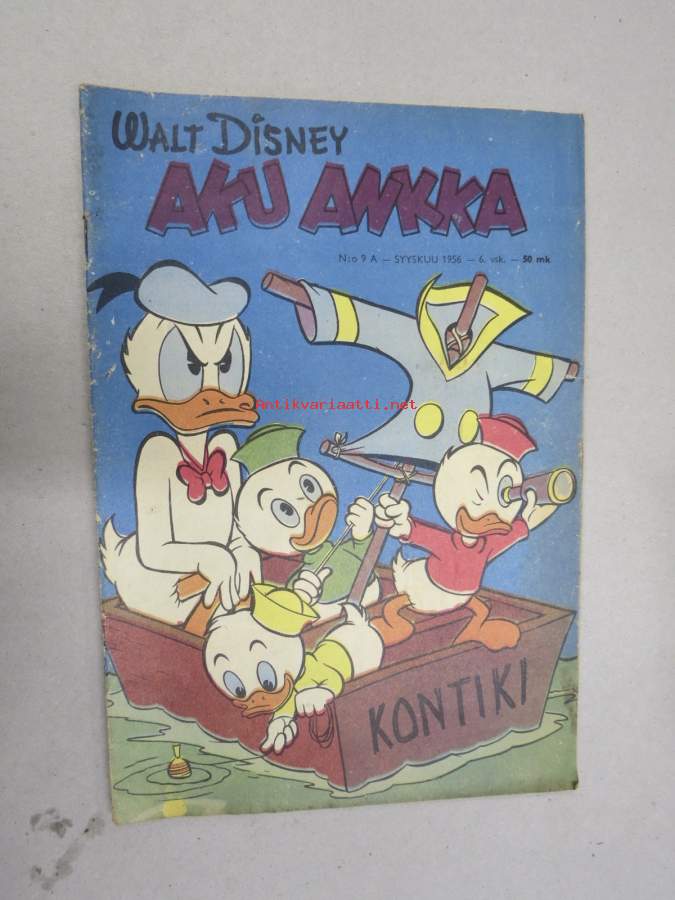 WALT DISNEY
AKU ANKKA
N:o 9 A — SYYSKUU 1956 — 6. vsk. — 50 mk
Antikvariaatti.net
KONTIKI